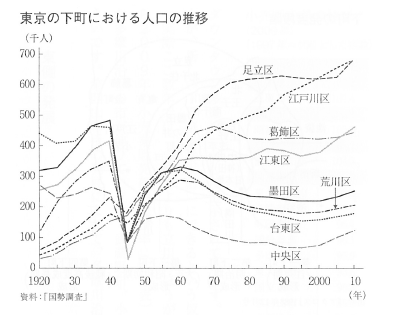 東京の下町における人口の推移
(千人)
700
600
500
400
300
200
100
0
足立区
江戸川区
葛飾区
江東区
墨田区
荒川区
台東区
中央区
1920 30 40 50 60 70 80 90 2000 10
(年)
資料:『国勢調査』